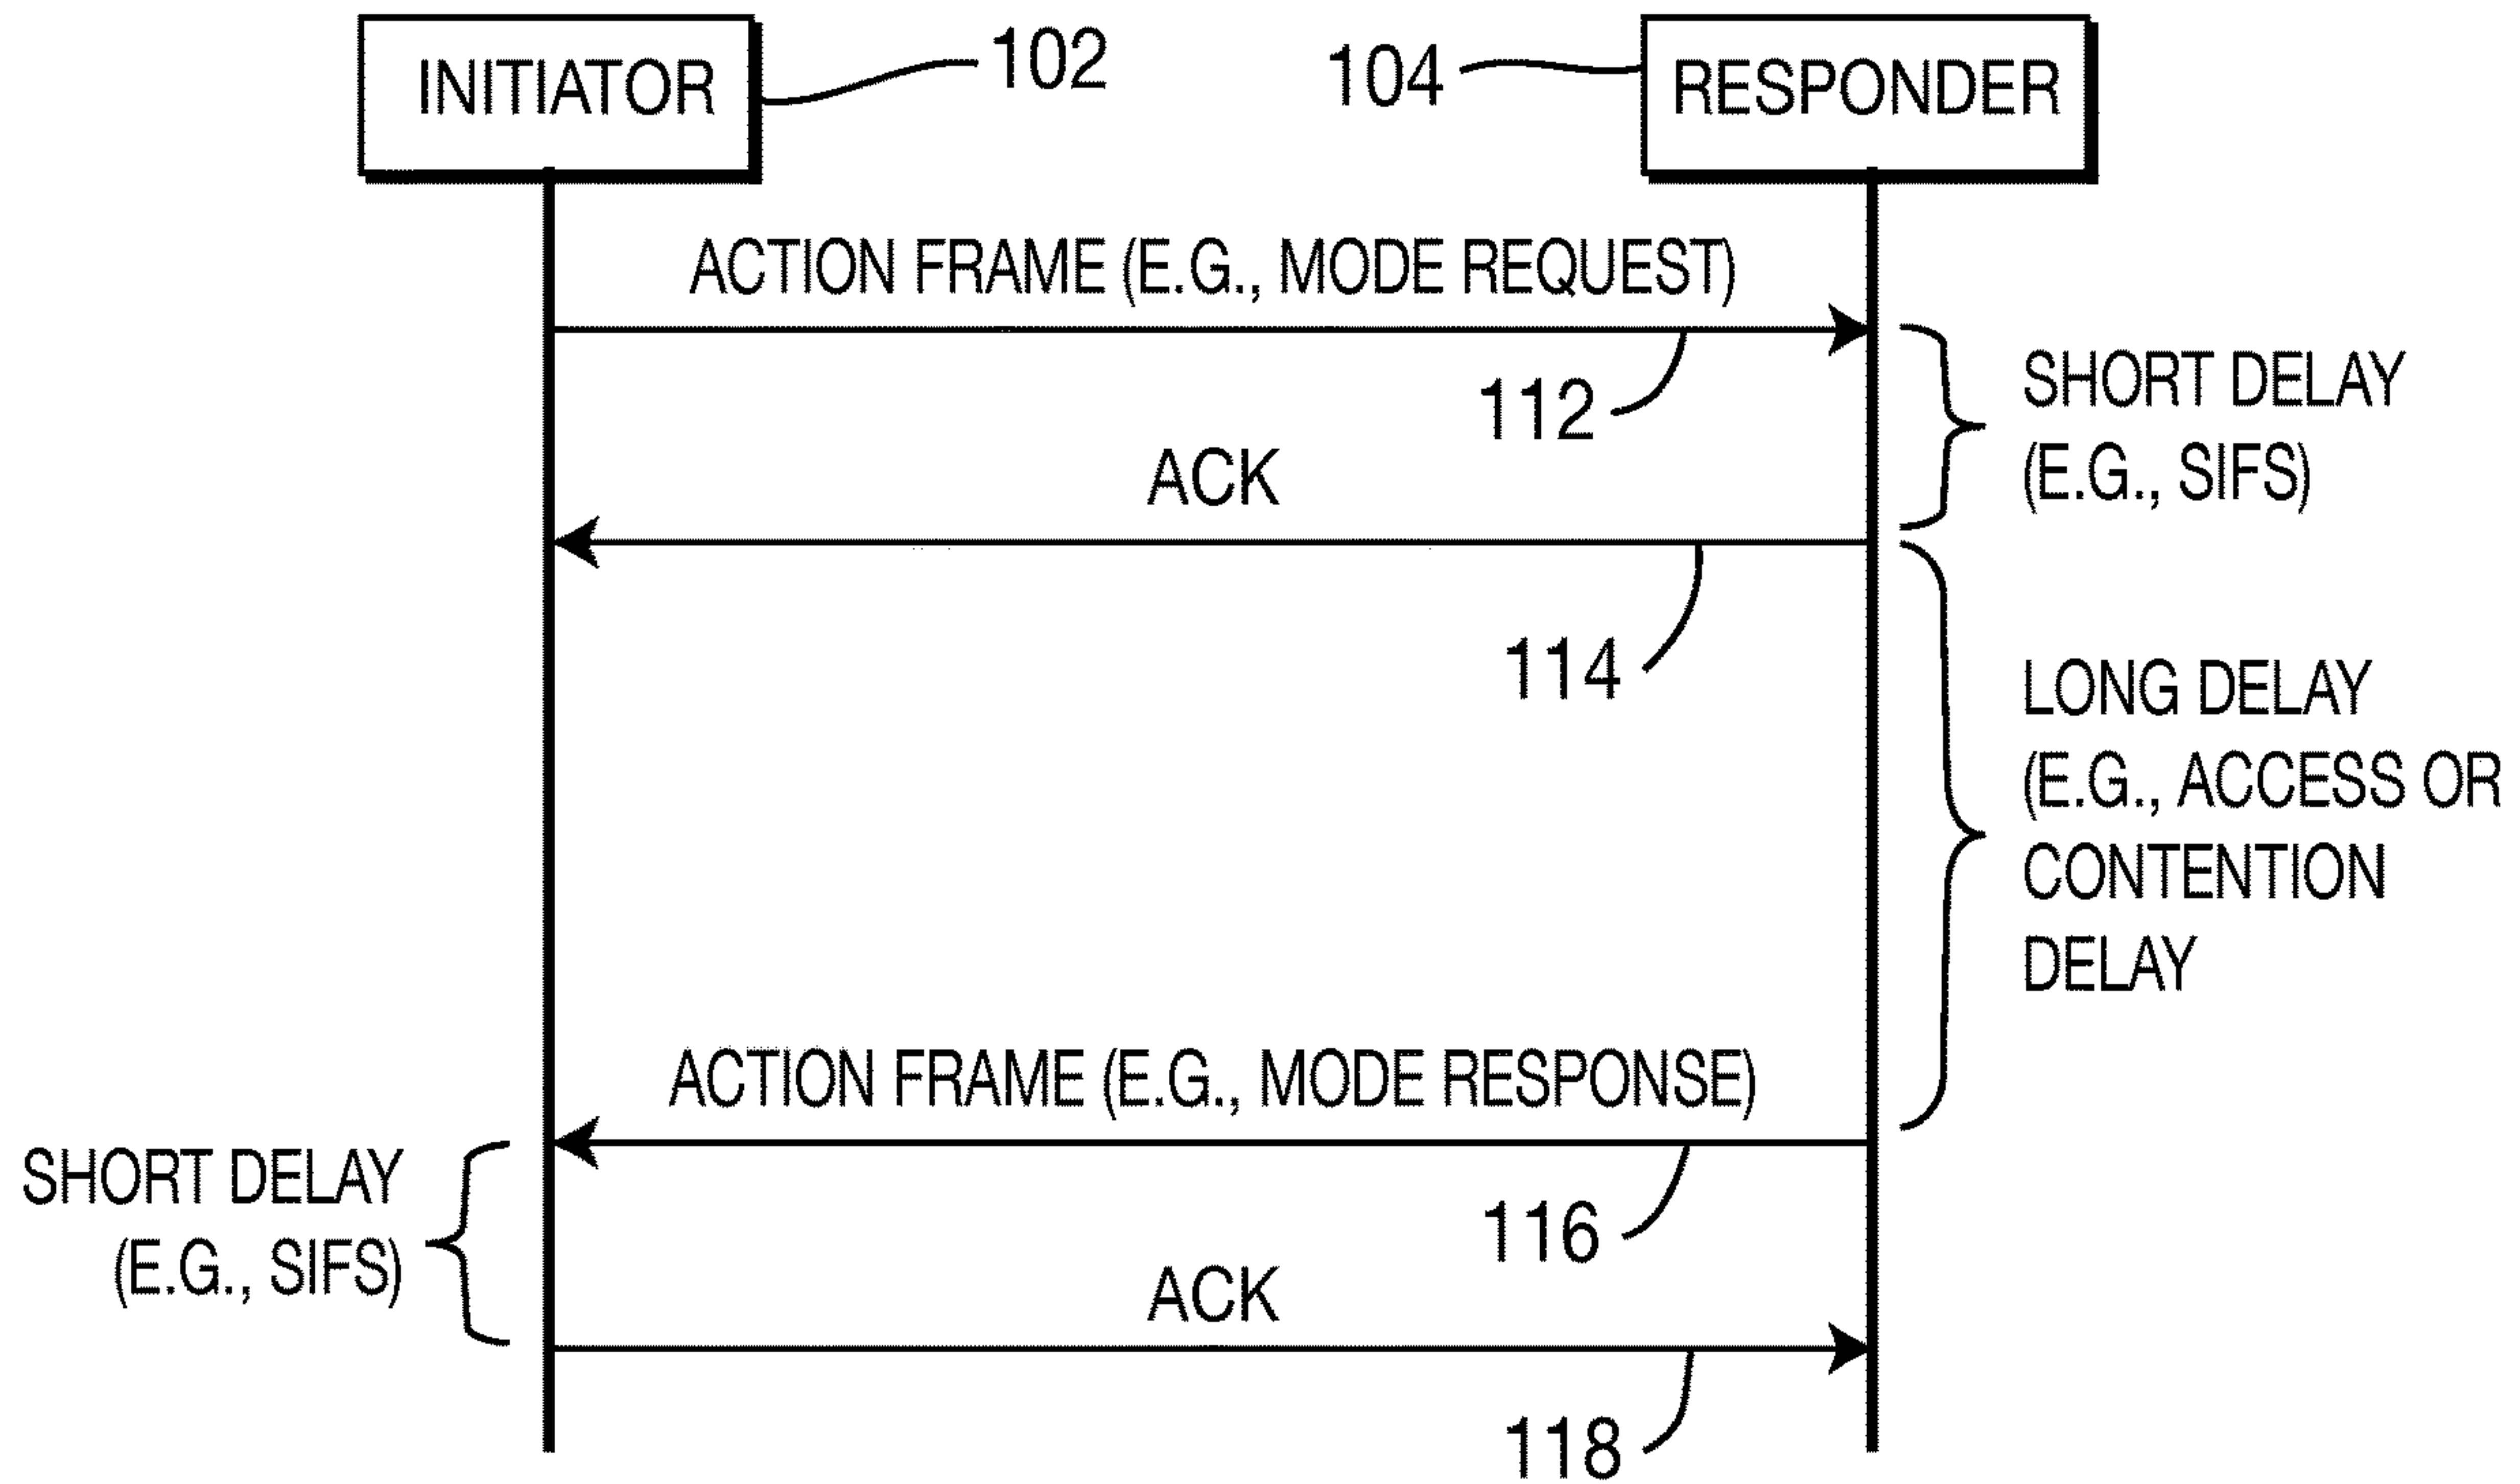 INITIATOR
102
104
RESPONDER
ACTION FRAME (E.G., MODE REQUEST)
112
SHORT DELAY
(E.G., SIFS)
ACK
114
LONG DELAY
(E.G., ACCESS OR
CONTENTION
DELAY
ACTION FRAME (E.G., MODE RESPONSE)
SHORT DELAY
(E.G., SIFS)
116
ACK
118